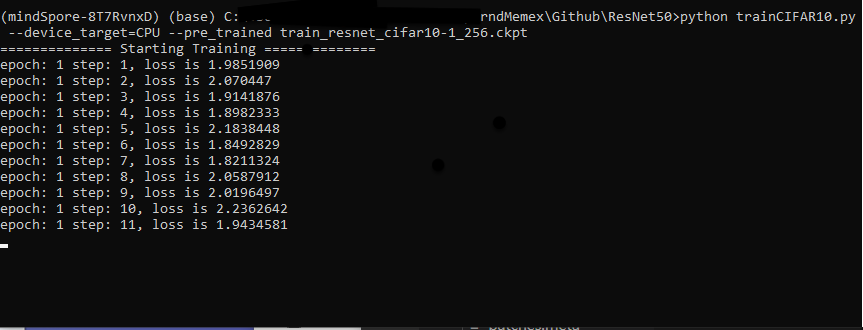 (mindSpore-8T7RvnxD) (base) C: rndMemex\Github\ResNet50>python trainCIFAR10.py
--device_target=CPU --pre_trained train_resnet_cifar10-1_256.ckpt
============== Starting Training ===== ========
epoch: 1 step: 1, loss is 1.9851909
epoch: 1 step: 2, loss is 2.070447
epoch: 1 step: 3, loss is 1.9141876
epoch: 1 step: 4, loss is 1.8982333
epoch: 1 step: 5, loss is 2.1838448
epoch: 1 step: 6, loss is 1.8492829
epoch: 1 step: 7, loss is 1.8211324
epoch: 1 step: 8, loss is 2.0587912
epoch: 1 step: 9, loss is 2.0196497
epoch: 1 step: 10, loss is 2.2362642
epoch: 1 step: 11, loss is 1.9434581